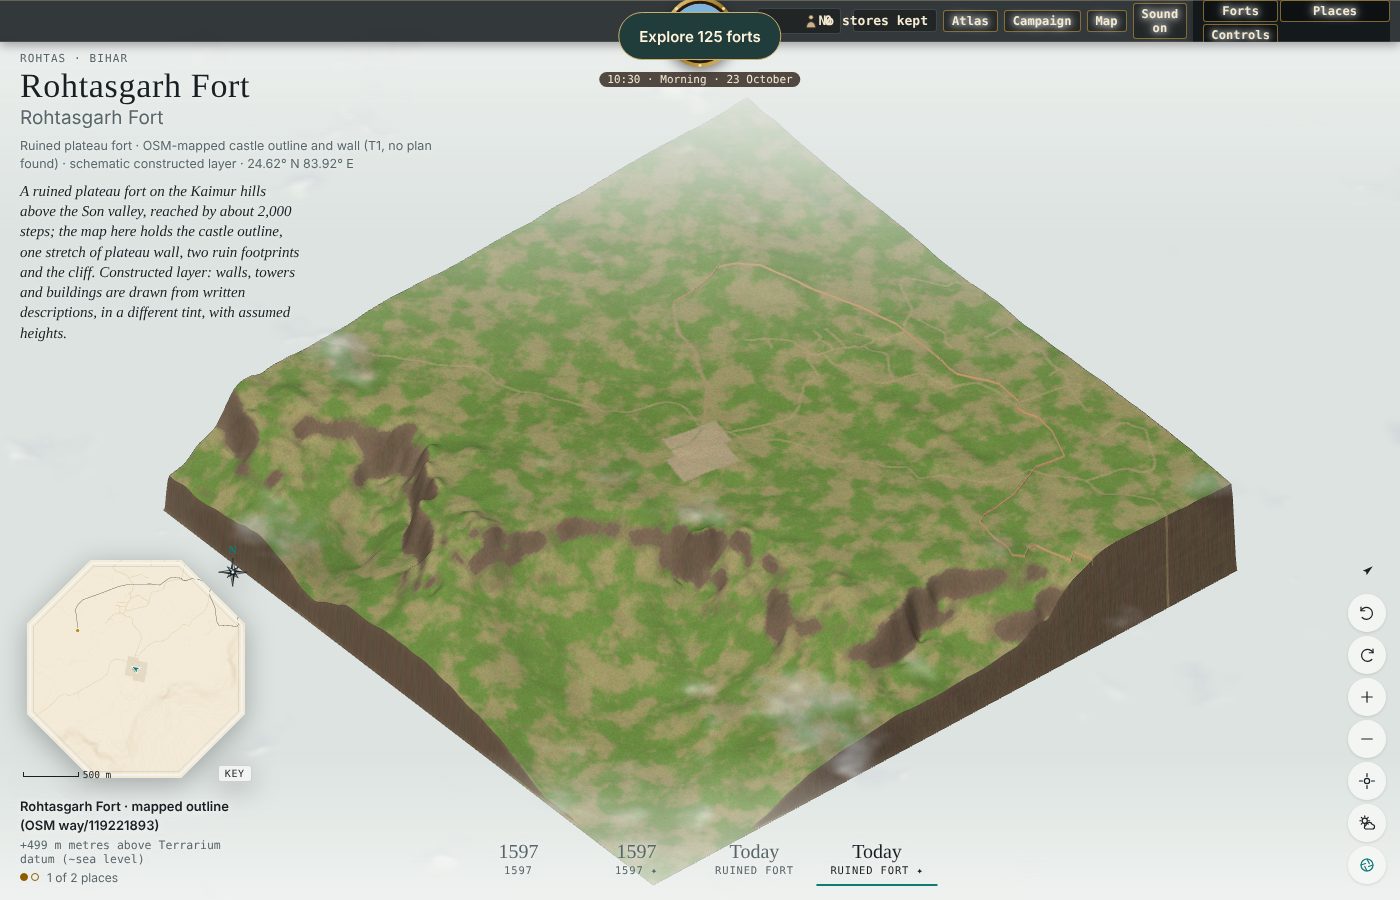 stores kept
Atlas
Campaign
Map
Sound on
Forts
Places
Controls
Explore 125 forts
10:30 · Morning · 23 October
ROHTAS · BIHAR
Rohtasgarh Fort
Rohtasgarh Fort
Ruined plateau fort · OSM-mapped castle outline and wall (T1, no plan
found) · schematic constructed layer · 24.62° N 83.92° E
A ruined plateau fort on the Kaimur hills
above the Son valley, reached by about 2,000
steps; the map here holds the castle outline,
one stretch of plateau wall, two ruin footprints
and the cliff. Constructed layer: walls, towers
and buildings are drawn from written
descriptions, in a different tint, with assumed
heights.
N
500 m
KEY
Rohtasgarh Fort · mapped outline
(OSM way/119221893)
+499 m metres above Terrarium
datum (~sea level)
1 of 2 places
1597
1597
1597
1597 ✦
Today
RUINED FORT
Today
RUINED FORT ✦